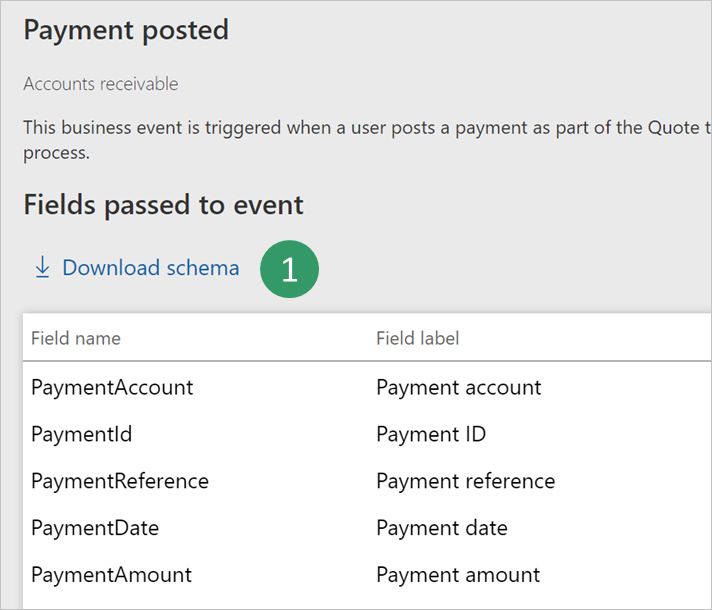 Payment posted
Accounts receivable
This business event is triggered when a user posts a payment as part of the Quote t
process.
Fields passed to event
Download schema 1
Field name Field label
PaymentAccount Payment account
PaymentId Payment ID
PaymentReference Payment reference
PaymentDate Payment date
PaymentAmount Payment amount